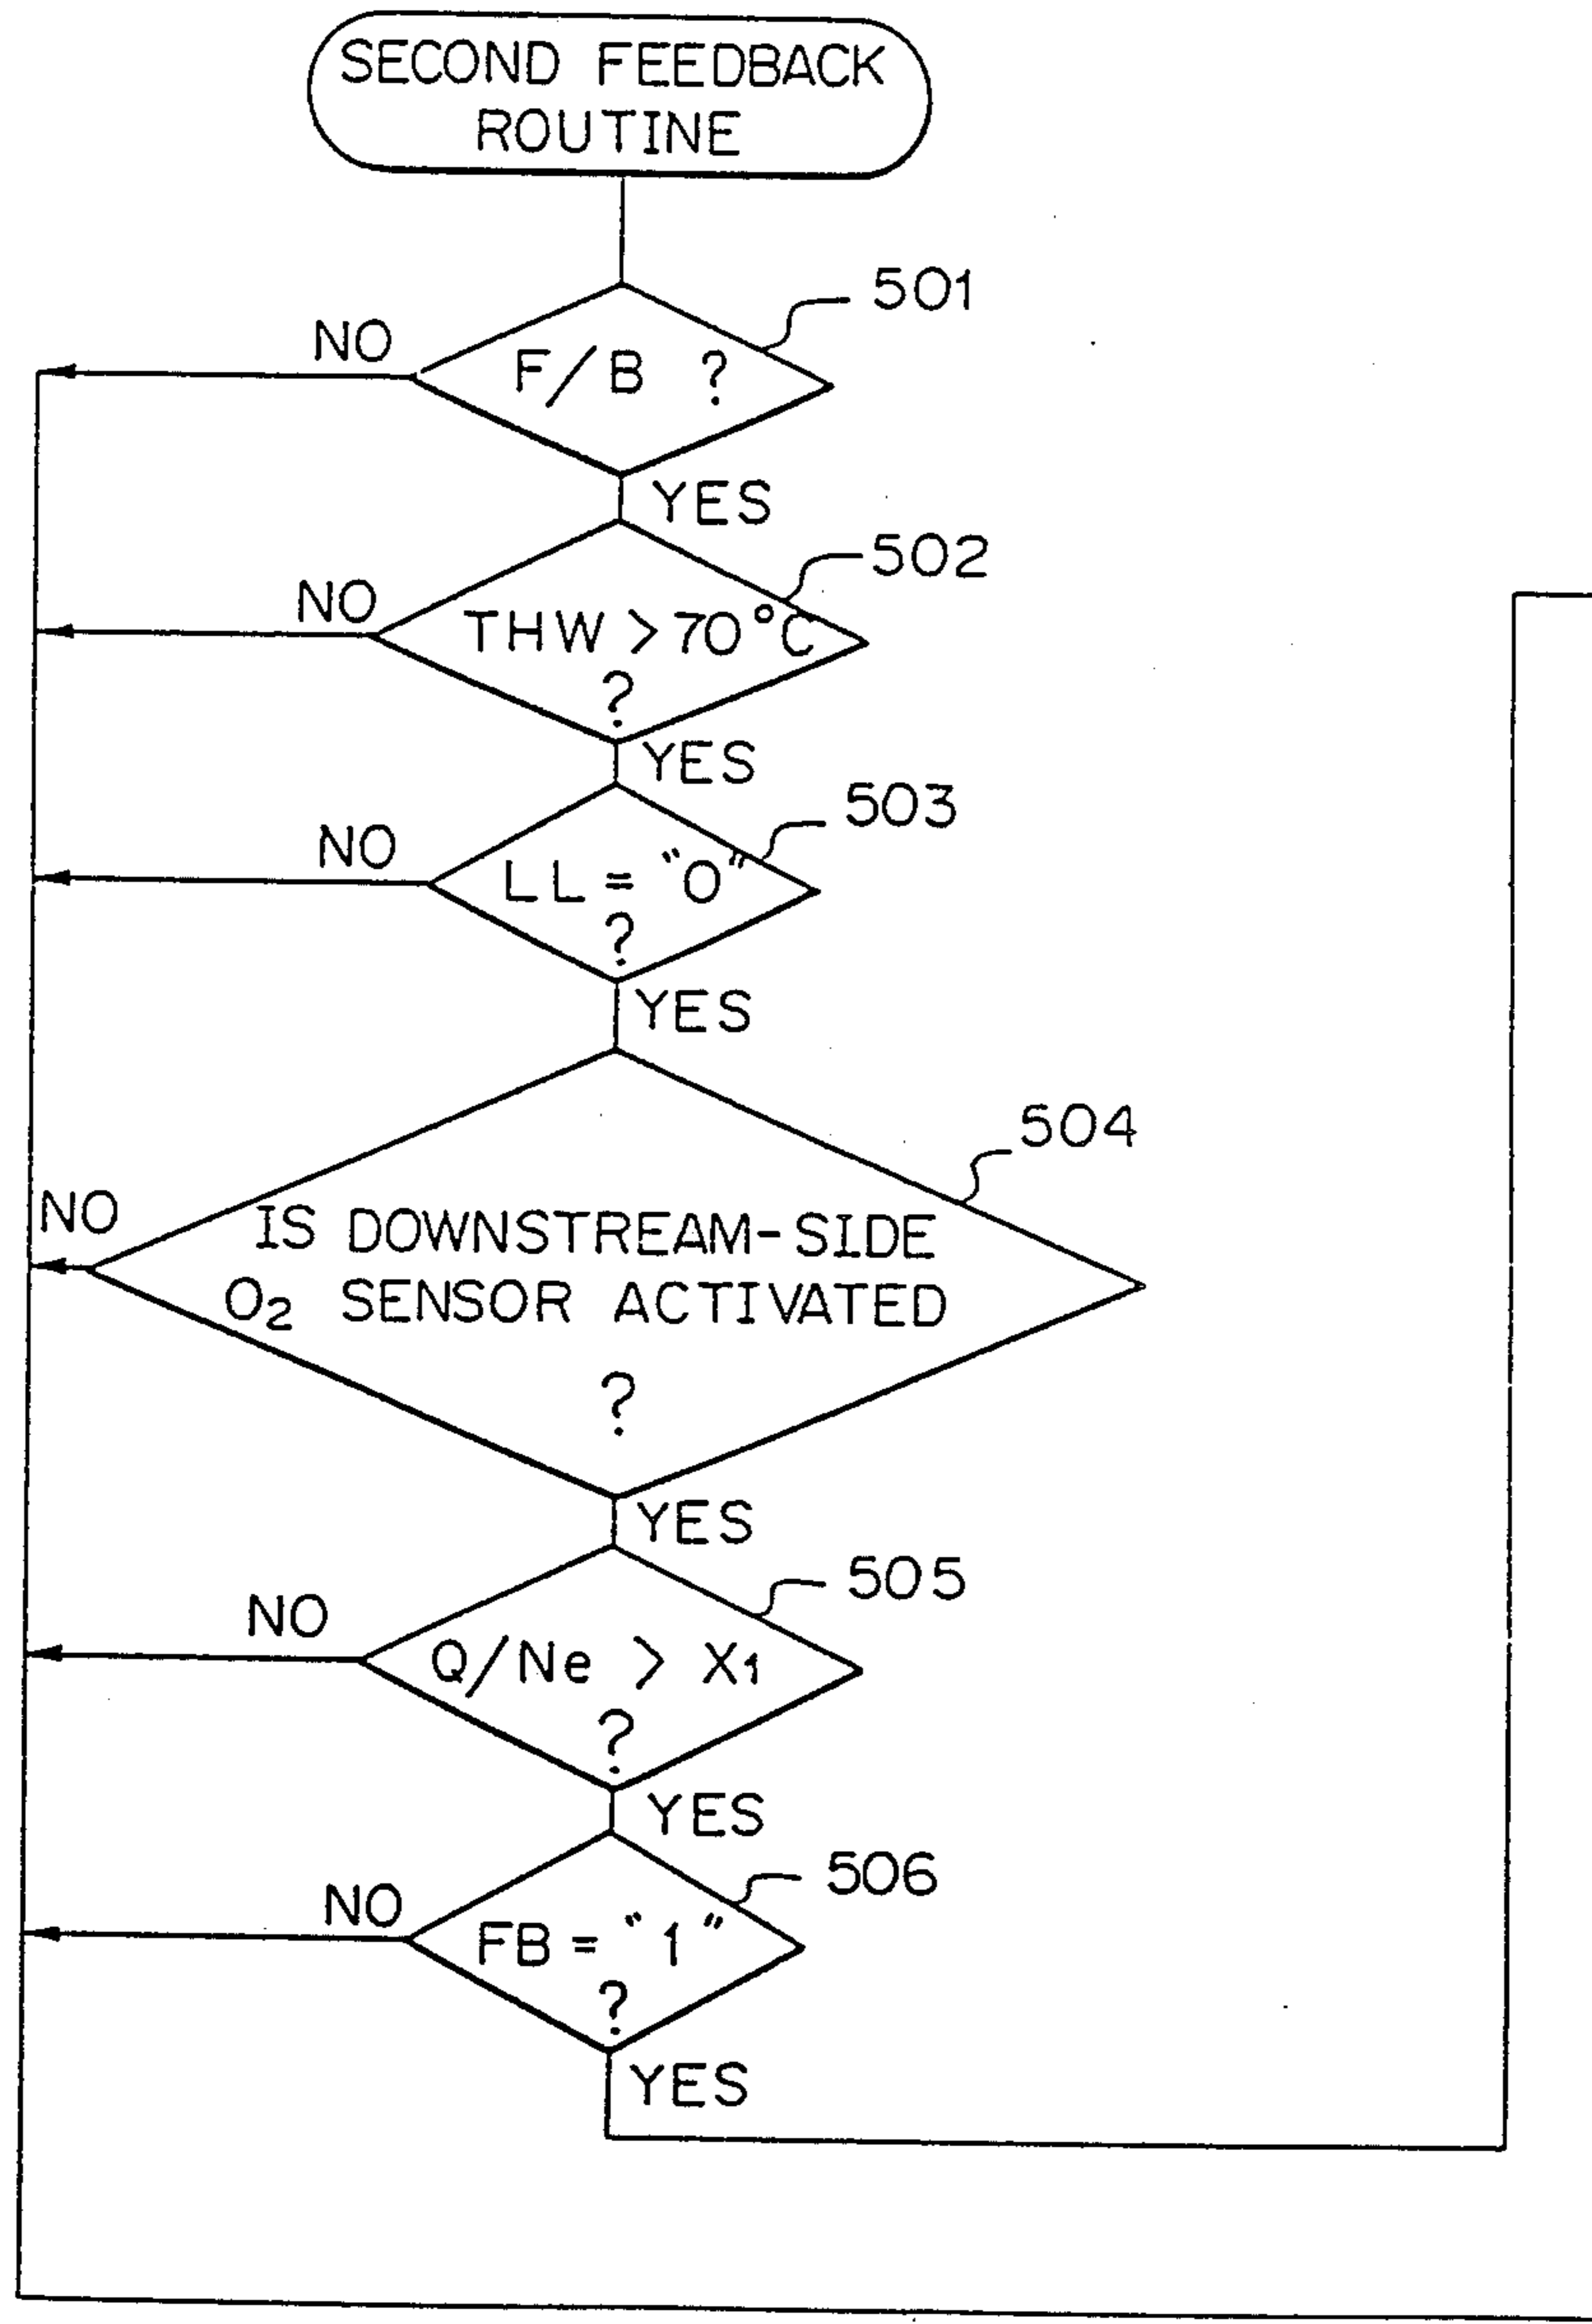 SECOND FEEDBACK
ROUTINE
501
NO
F/B ?
YES
502
NO
THW > 70°C
?
YES
503
NO
LL = "0"
?
YES
504
NO
IS DOWNSTREAM-SIDE
O₂ SENSOR ACTIVATED
?
YES
505
NO
Q/Ne > X₁
?
YES
506
NO
FB = "1"
?
YES